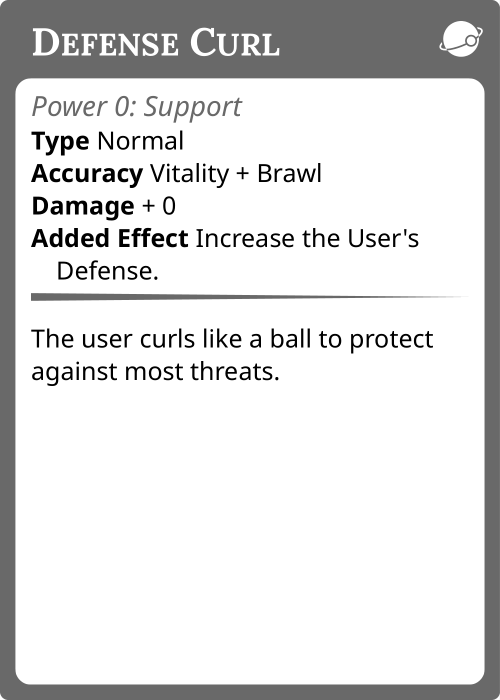 Defense Curl
Power 0: Support
Type Normal
Accuracy Vitality + Brawl
Damage + 0
Added Effect Increase the User's
Defense.
The user curls like a ball to protect
against most threats.